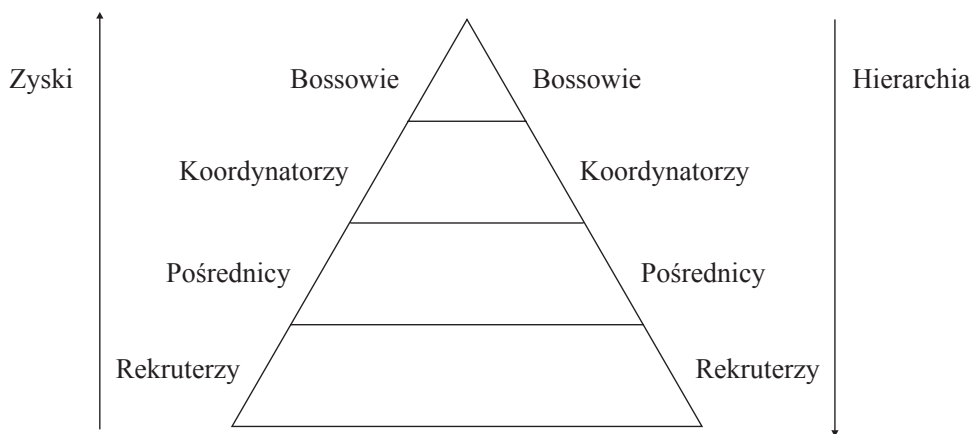 Zyski
Bossowie
Bossowie
Hierarchia
Koordynatorzy
Koordynatorzy
Pośrednicy
Pośrednicy
Rekruterzy
Rekruterzy